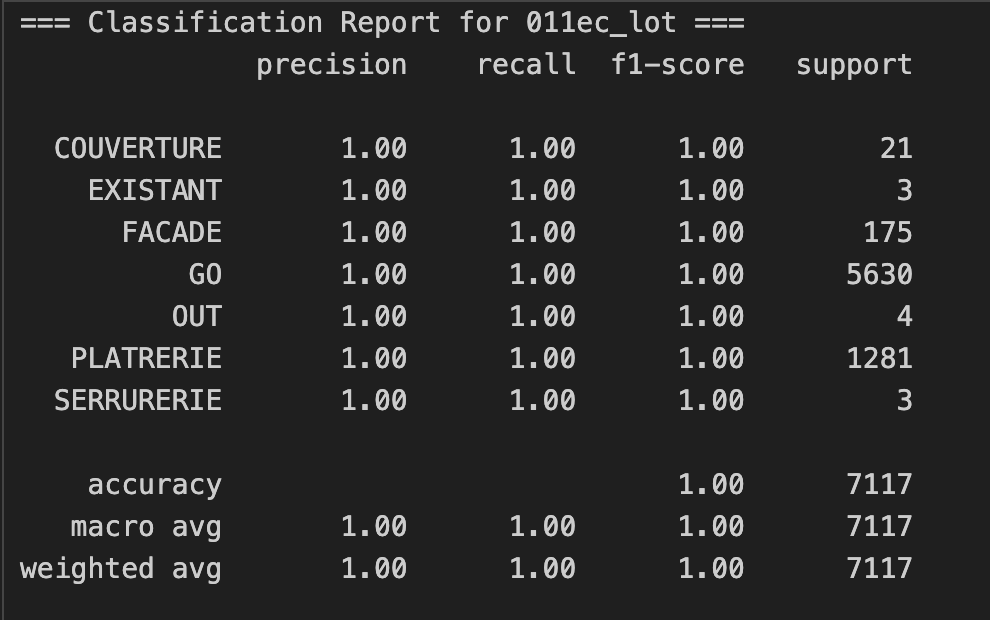 === Classification Report for 011ec_lot ===
precision recall f1-score support
COUVERTURE 1.00 1.00 1.00 21
EXISTANT 1.00 1.00 1.00 3
FACADE 1.00 1.00 1.00 175
GO 1.00 1.00 1.00 5630
OUT 1.00 1.00 1.00 4
PLATRERIE 1.00 1.00 1.00 1281
SERRURERIE 1.00 1.00 1.00 3
accuracy 1.00 7117
macro avg 1.00 1.00 1.00 7117
weighted avg 1.00 1.00 1.00 7117